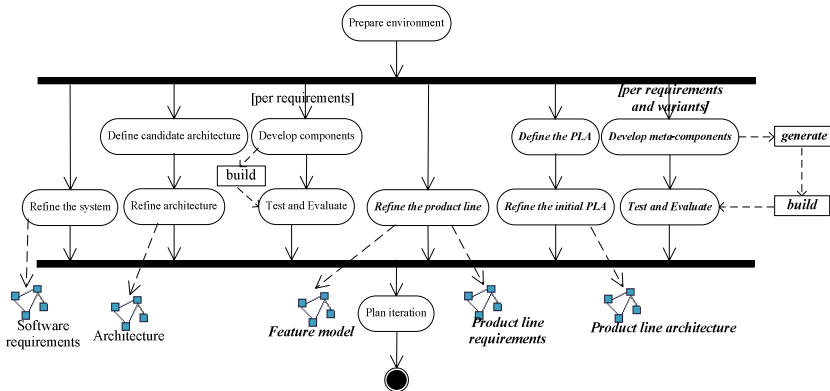 Prepare environment
[per requirements]
[per requirements
and variants]
Define candidate architecture
Develop components
Define the PLA
Develop meta-components
generate
build
Refine the system
Refine architecture
Test and Evaluate
Refine the product line
Refine the initial PLA
Test and Evaluate
build
Software
requirements
Architecture
Feature model
Plan iteration
Product line
requirements
Product line architecture